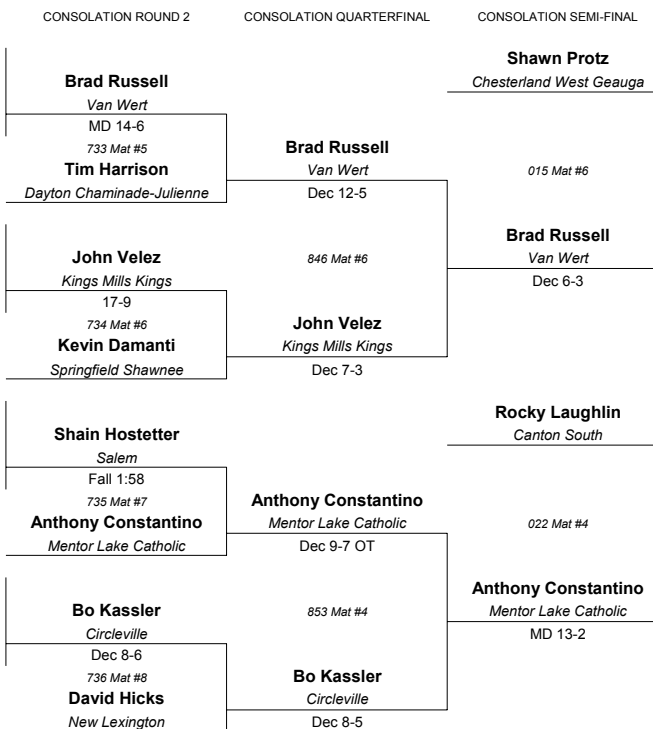 CONSOLATION ROUND 2
CONSOLATION QUARTERFINAL
CONSOLATION SEMI-FINAL
Brad Russell
Van Wert
MD 14-6
733 Mat #5
Tim Harrison
Dayton Chaminade-Julienne
John Velez
Kings Mills Kings
17-9
734 Mat #6
Kevin Damanti
Springfield Shawnee
Shain Hostetter
Salem
Fall 1:58
735 Mat #7
Anthony Constantino
Mentor Lake Catholic
Bo Kassler
Circleville
Dec 8-6
736 Mat #8
David Hicks
New Lexington
Brad Russell
Van Wert
Dec 12-5
846 Mat #6
John Velez
Kings Mills Kings
Dec 7-3
Anthony Constantino
Mentor Lake Catholic
Dec 9-7 OT
853 Mat #4
Bo Kassler
Circleville
Dec 8-5
Shawn Protz
Chesterland West Geauga
015 Mat #6
Brad Russell
Van Wert
Dec 6-3
Rocky Laughlin
Canton South
022 Mat #4
Anthony Constantino
Mentor Lake Catholic
MD 13-2